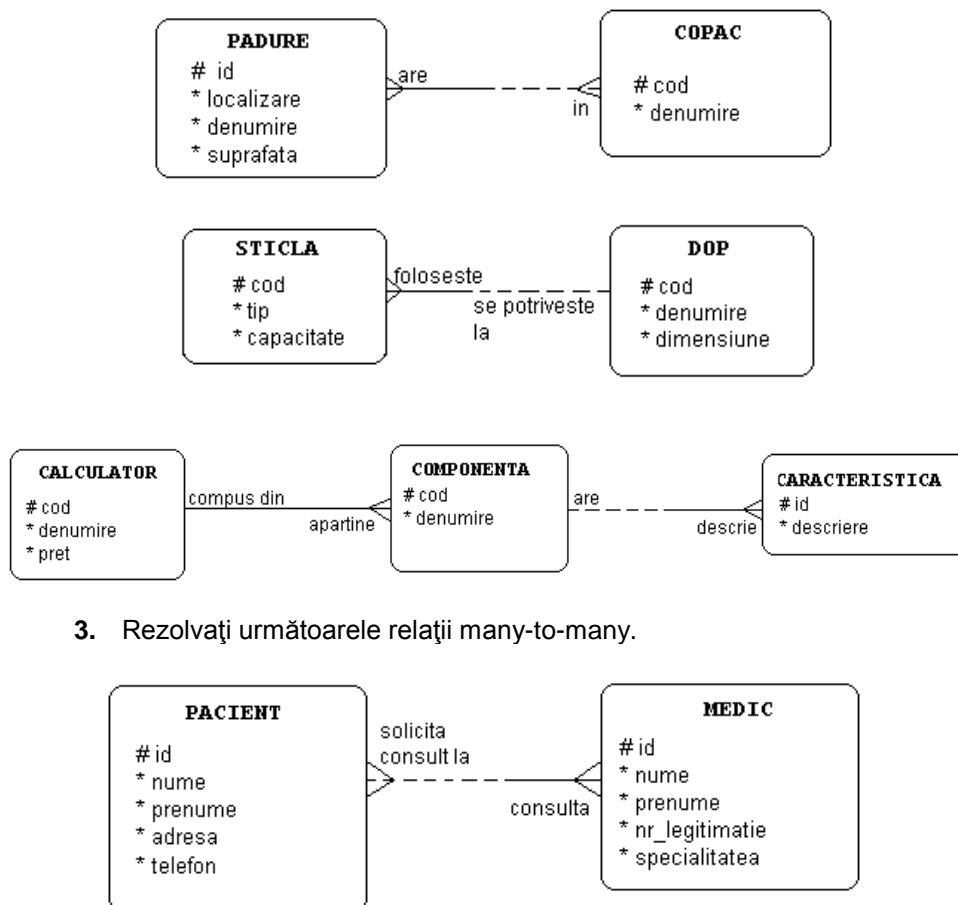 PADURE
# id
* localizare
* denumire
* suprafata
are
in
COPAC
# cod
* denumire
STICLA
# cod
* tip
* capacitate
foloseste
se potriveste
la
DOP
# cod
* denumire
* dimensiune
CALCULATOR
# cod
* denumire
* pret
compus din
apartine
COMPONENTA
# cod
* denumire
are
descrie
CARACTERISTICA
# id
* descriere
3. Rezolvaţi următoarele relaţii many-to-many.
PACIENT
# id
* nume
* prenume
* adresa
* telefon
solicita
consult la
consulta
MEDIC
# id
* nume
* prenume
* nr_legitimatie
* specialitatea